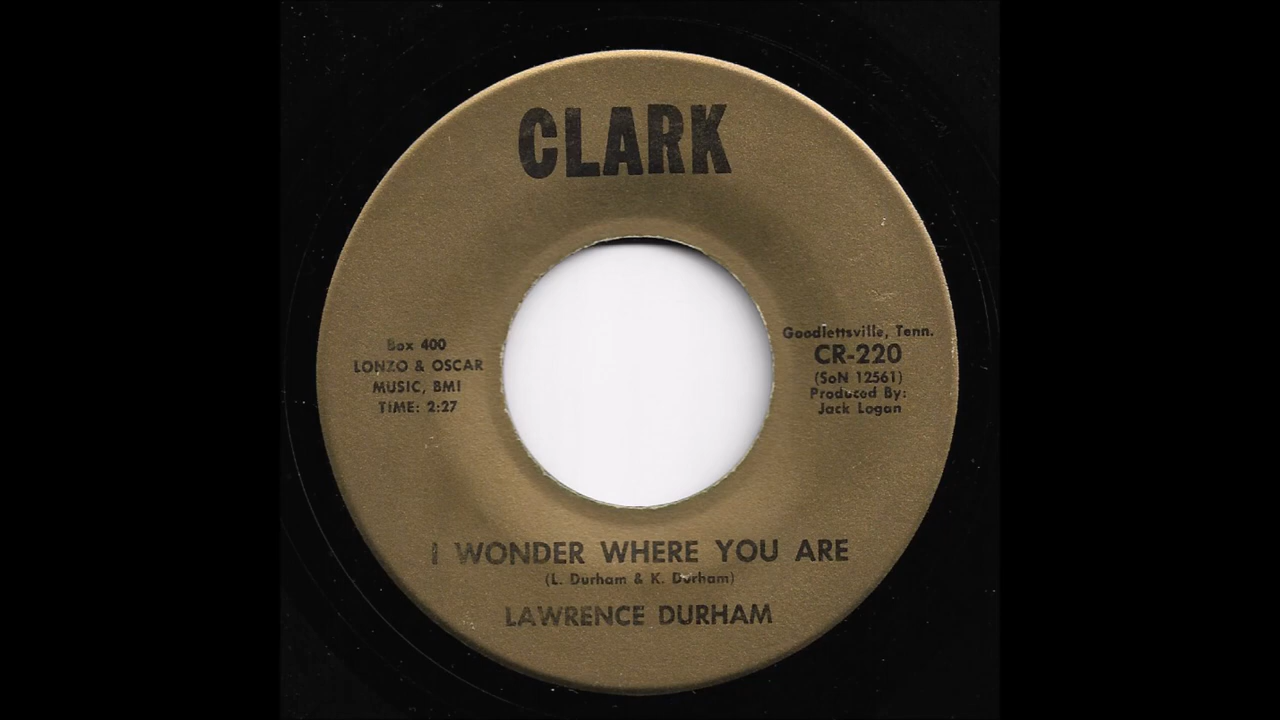 CLARK
Box 400
LONZO & OSCAR
MUSIC, BMI
TIME: 2:27
Goodlettsville, Tenn.
CR-220
(SoN 12561)
Produced By:
Jack Logan
I WONDER WHERE YOU ARE
(L. Durham & K. Durham)
LAWRENCE DURHAM